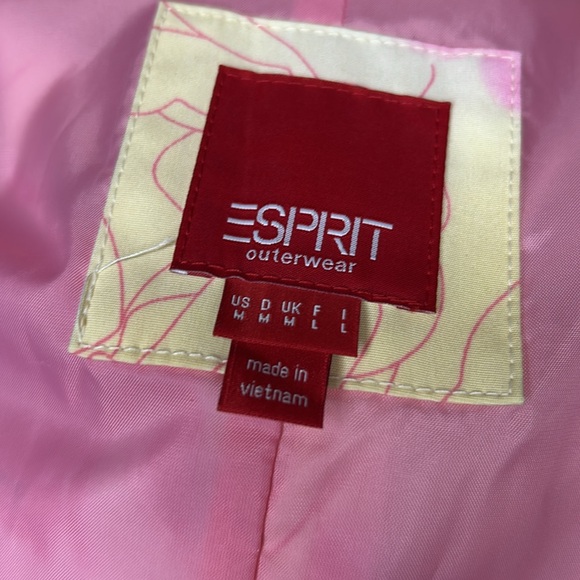 ESPRIT
outerwear
US D UK F I
M M M L L
made in
vietnam